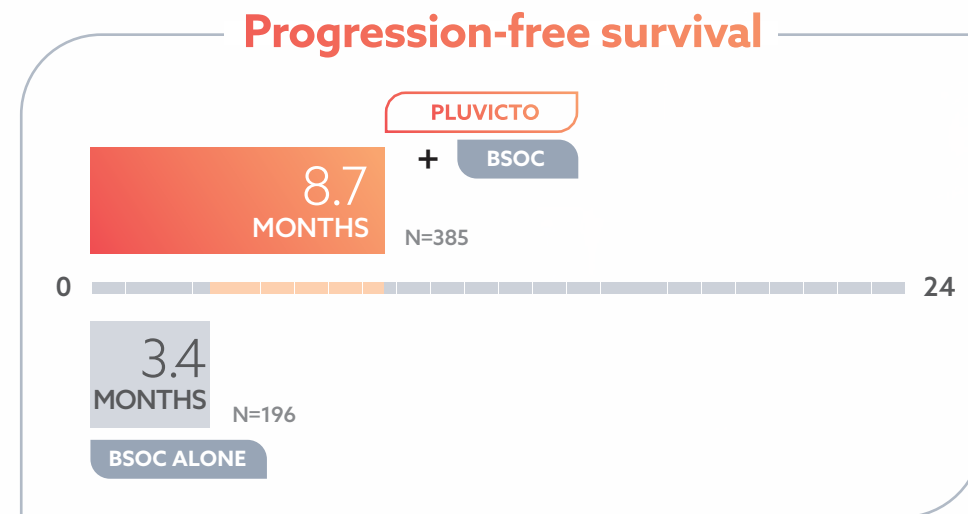 Progression-free survival
PLUVICTO
+ BSOC
8.7
MONTHS
N=385
0
24
3.4
MONTHS
N=196
BSOC ALONE